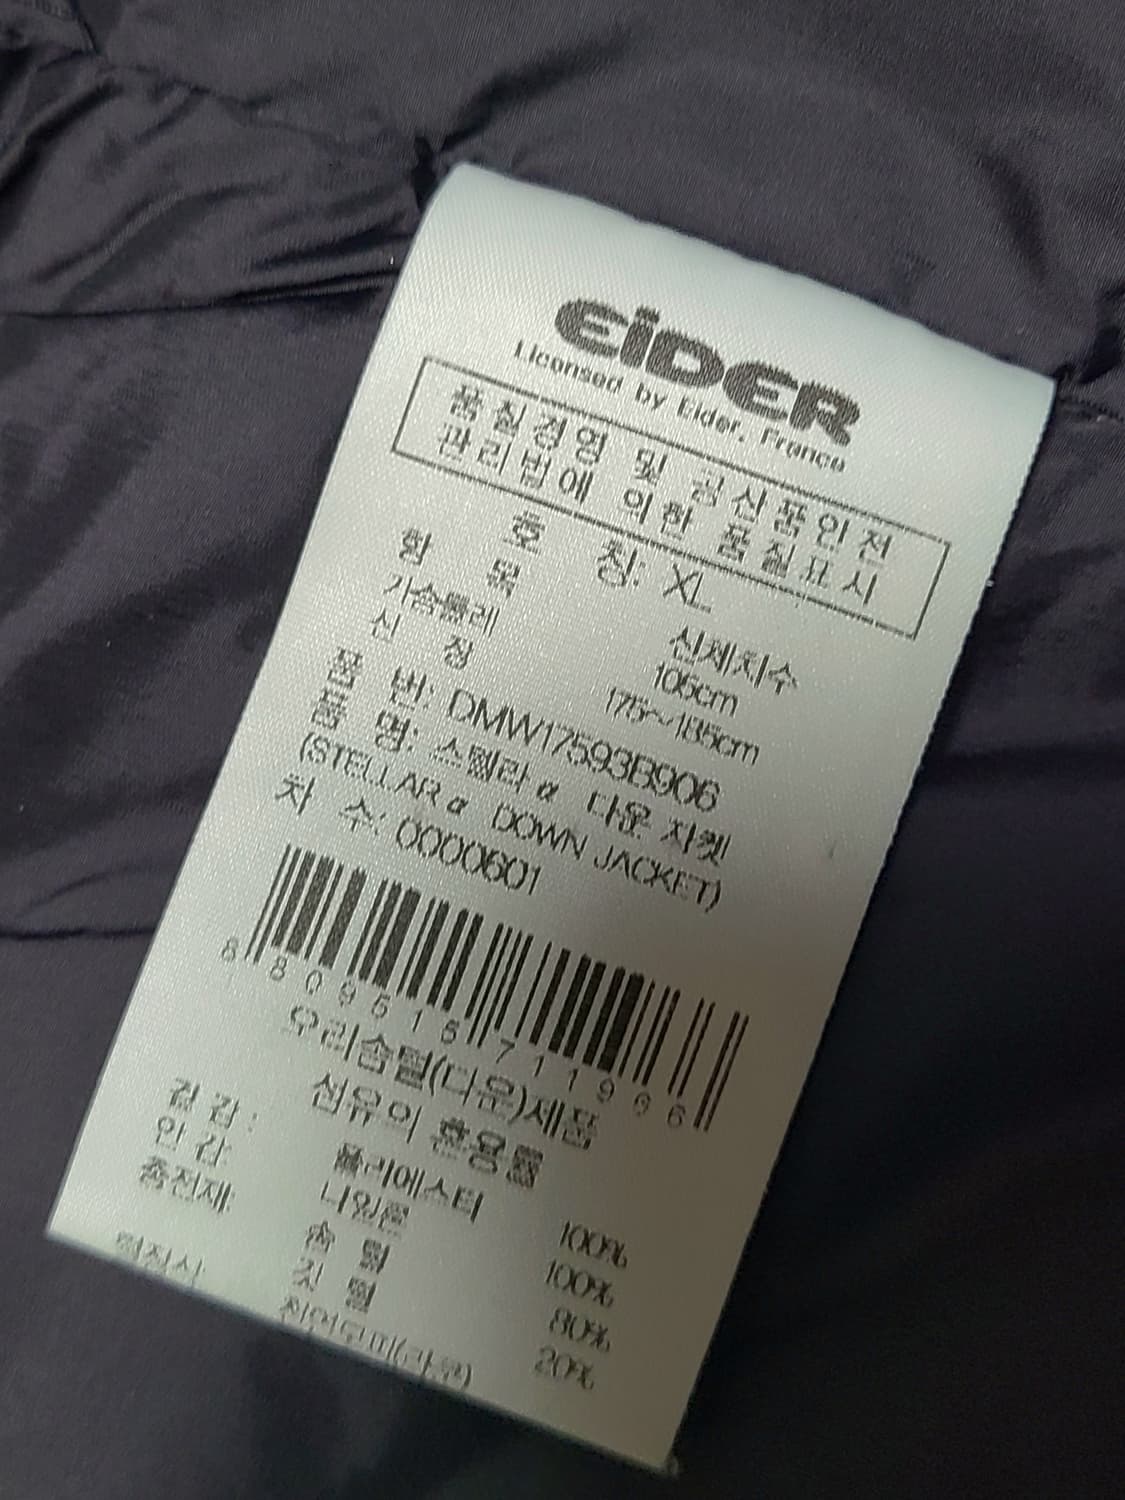 EiDER
Licensed by Eider, France
품질경영 및 공산품안전
관리법에 의한 품질표시
호 칭: XL
항 목 신체치수
가슴둘레 105cm
신 장 175~185cm
품 번: DMW17593B906
품 명: 스텔라α 다운 자켓
(STELLARα DOWN JACKET)
차 수: 0000601
8 809516 711966
우리솜털(다운)제품
섬유의 혼용률
겉감: 폴리에스터 100%
안감: 나일론 100%
충전재: 솜털 80%
깃털 20%